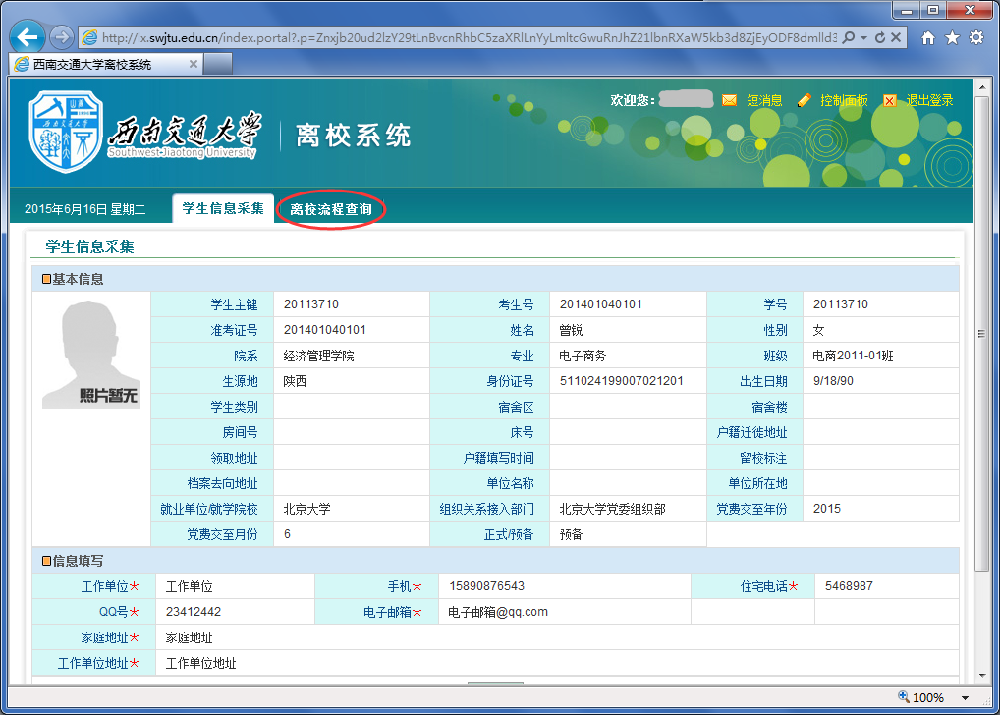 http://lx.swjtu.edu.cn/index.portal?.p=
西南交通大学离校系统
西南交通大学
Southwest Jiaotong University
离校系统
欢迎您: 短消息 控制面板 退出登录
2015年6月16日 星期二 学生信息采集 离校流程查询
学生信息采集
基本信息
照片暂无
学生主键 20113710 考生号 201401040101 学号 20113710
准考证号 201401040101 姓名 曾锐 性别 女
院系 经济管理学院 专业 电子商务 班级 电商2011-01班
生源地 陕西 身份证号 511024199007021201 出生日期 9/18/90
学生类别 宿舍区 宿舍楼
房间号 床号 户籍迁徙地址
领取地址 户籍填写时间 留校标注
档案去向地址 单位名称 单位所在地
就业单位/就学院校 北京大学 组织关系接入部门 北京大学党委组织部 党费交至年份 2015
党费交至月份 6 正式/预备 预备
信息填写
工作单位* 工作单位 手机* 15890876543 住宅电话* 5468987
QQ号* 23412442 电子邮箱* 电子邮箱@qq.com
家庭地址* 家庭地址
工作单位地址* 工作单位地址
100%